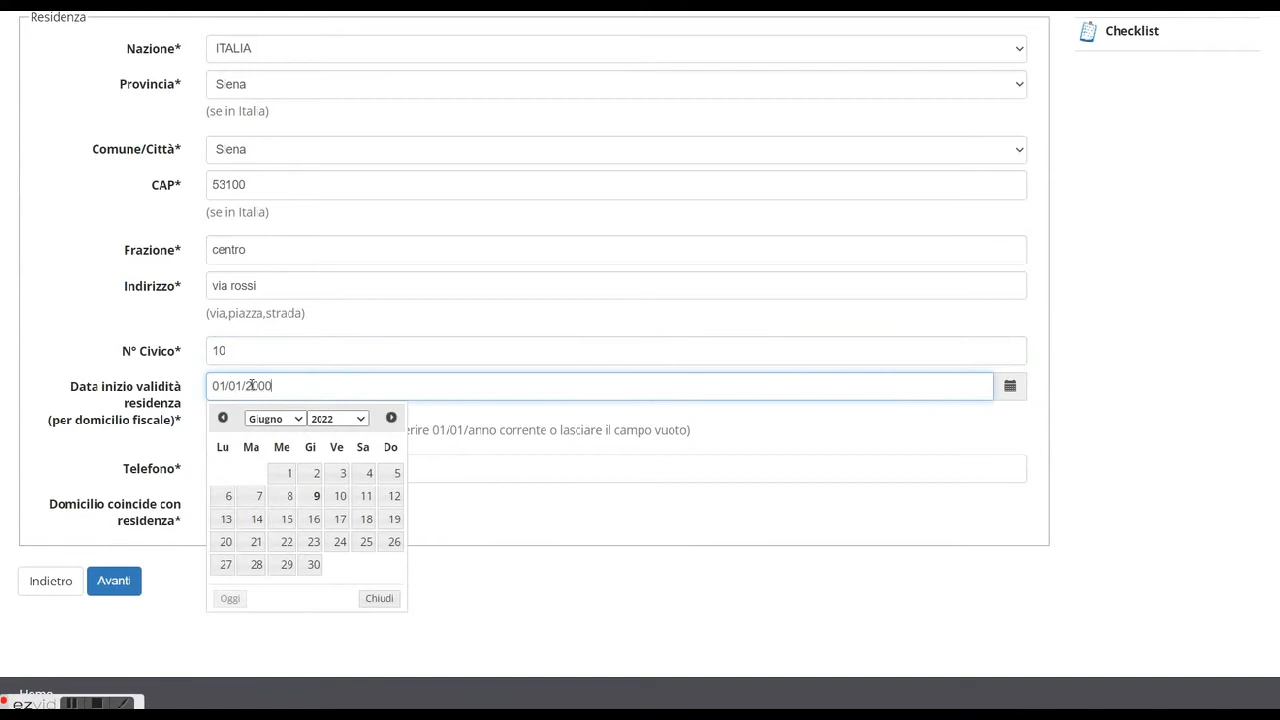 Residenza
Checklist
Nazione*
ITALIA
Provincia*
Siena
(se in Italia)
Comune/Città*
Siena
CAP*
53100
(se in Italia)
Frazione*
centro
Indirizzo*
via rossi
(via,piazza,strada)
N° Civico*
10
Data inizio validità
residenza
(per domicilio fiscale)*
01/01/2000
Giugno 2022
erire 01/01/anno corrente o lasciare il campo vuoto)
Lu Ma Me Gi Ve Sa Do
1 2 3 4 5
6 7 8 9 10 11 12
13 14 15 16 17 18 19
20 21 22 23 24 25 26
27 28 29 30
Oggi Chiudi
Telefono*
Domicilio coincide con
residenza*
Indietro Avanti
Home
ezvid